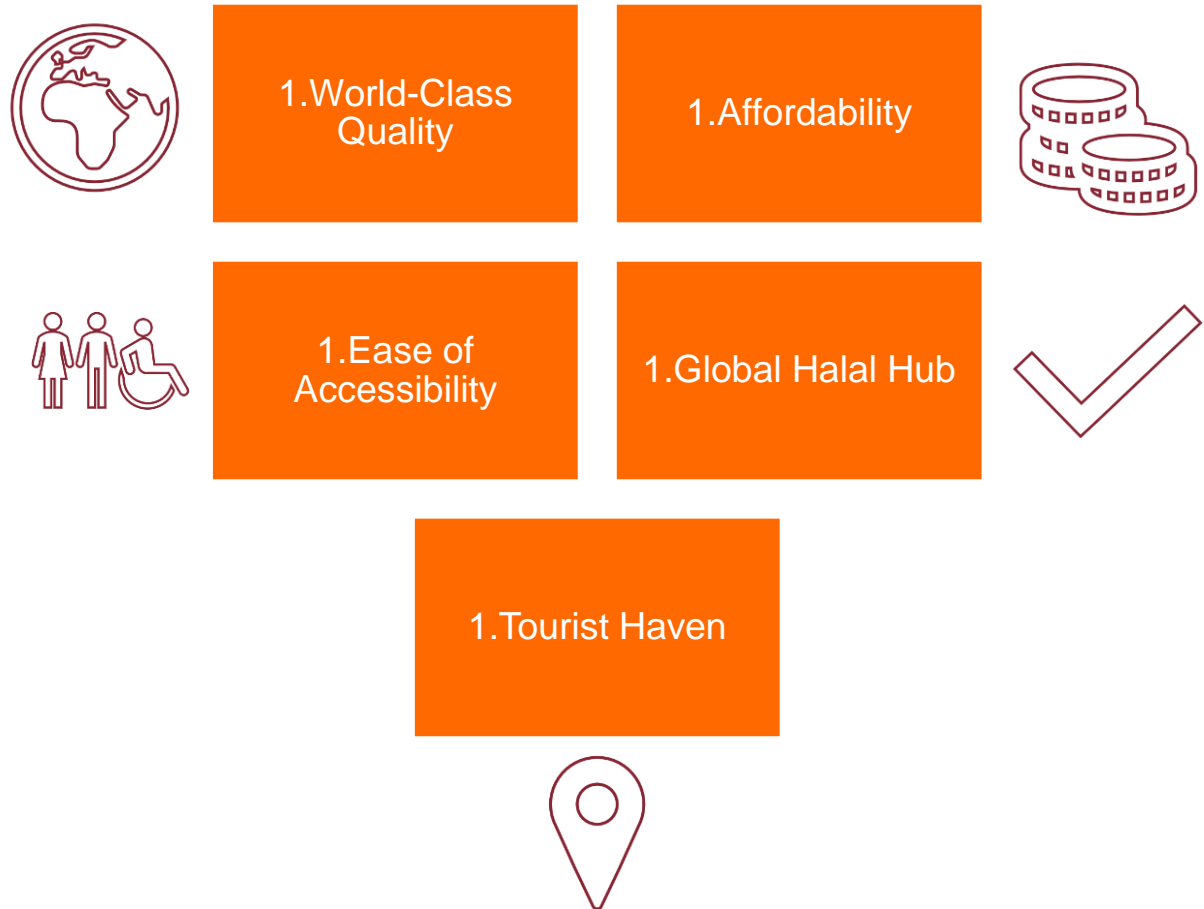 1.World-Class
Quality
1.Affordability
1.Ease of
Accessibility
1.Global Halal Hub
1.Tourist Haven